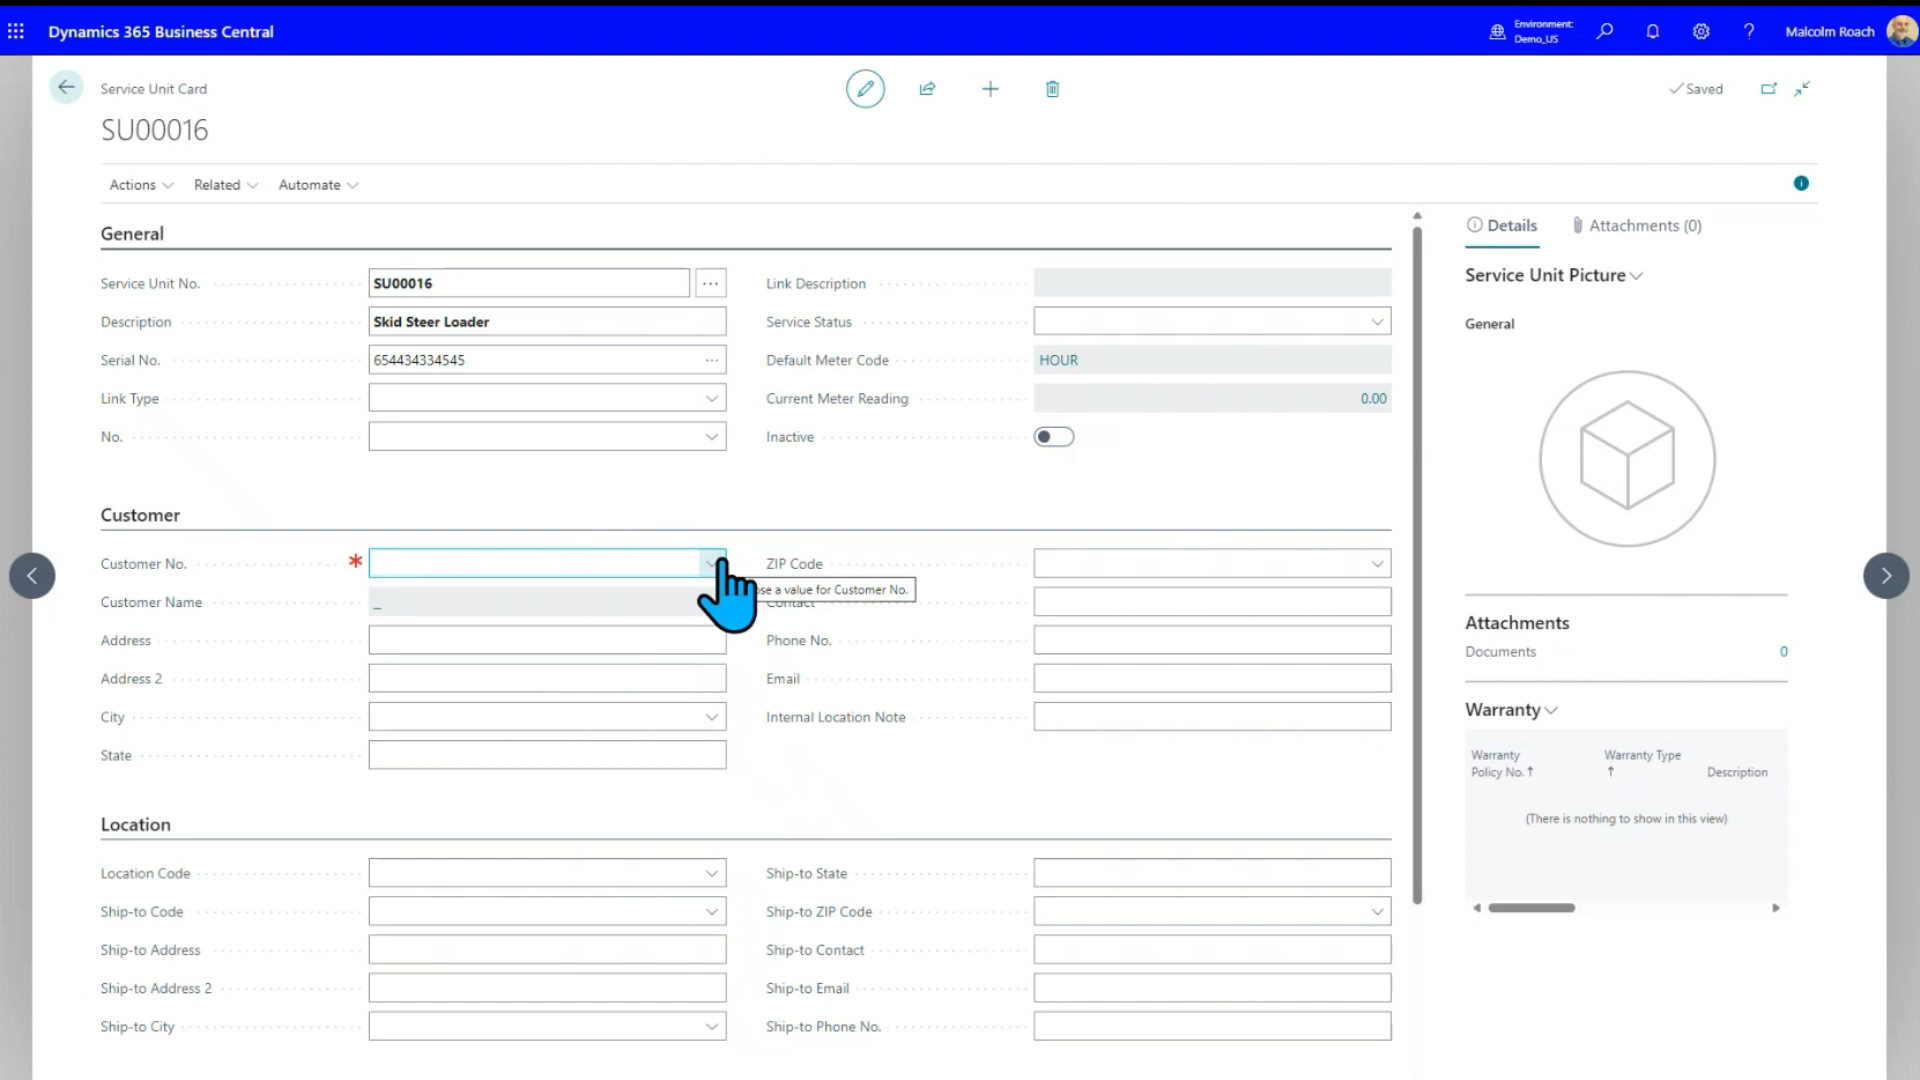 Dynamics 365 Business Central
Environment:
Demo_US
?
Malcolm Roach
Service Unit Card
Saved
SU00016
Actions
Related
Automate
General
Service Unit No.
SU00016
Description
Skid Steer Loader
Serial No.
654434334545
Link Type
No.
Link Description
Service Status
Default Meter Code
HOUR
Current Meter Reading
0.00
Inactive
Customer
Customer No.
*
Customer Name
_
Address
Address 2
City
State
ZIP Code
a value for Customer No.
Contact
Phone No.
Email
Internal Location Note
Location
Location Code
Ship-to Code
Ship-to Address
Ship-to Address 2
Ship-to City
Ship-to State
Ship-to ZIP Code
Ship-to Contact
Ship-to Email
Ship-to Phone No.
Details
Attachments (0)
Service Unit Picture
General
Attachments
Documents
0
Warranty
Warranty
Policy No.↑
Warranty Type
↑
Description
(There is nothing to show in this view)